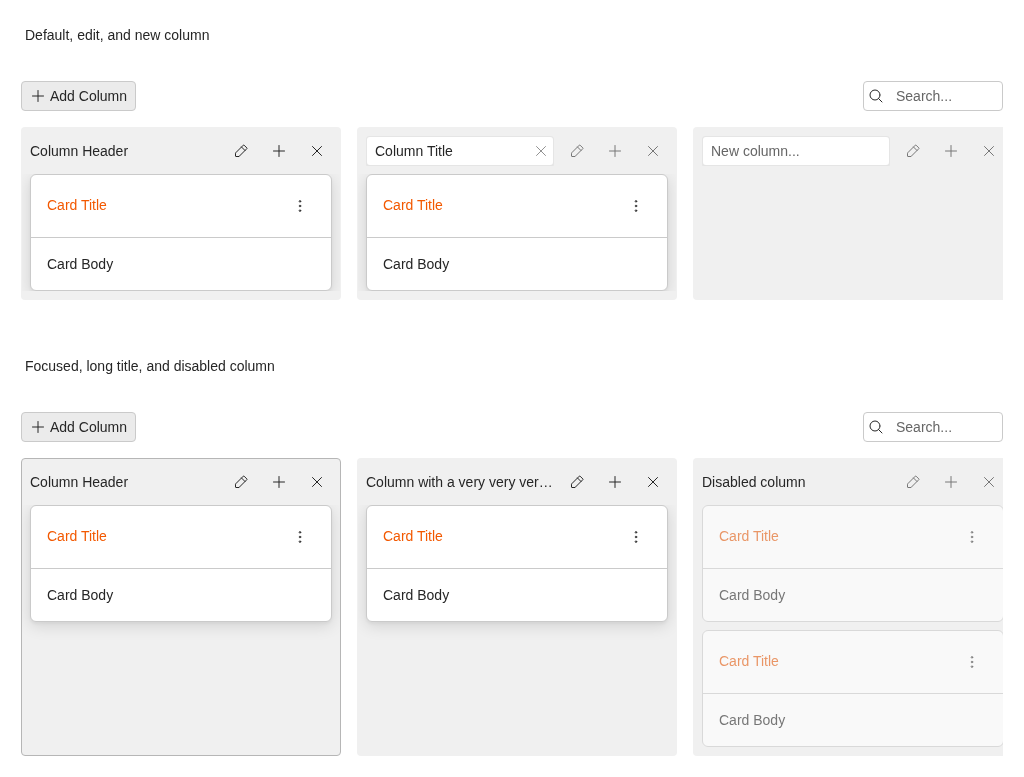 Default, edit, and new column
Add Column
Search...
Column Header
Column Title
New column...
Card Title
Card Title
Card Body
Card Body
Focused, long title, and disabled column
Add Column
Search...
Column Header
Column with a very very ver...
Disabled column
Card Title
Card Title
Card Title
Card Body
Card Body
Card Body
Card Title
Card Body